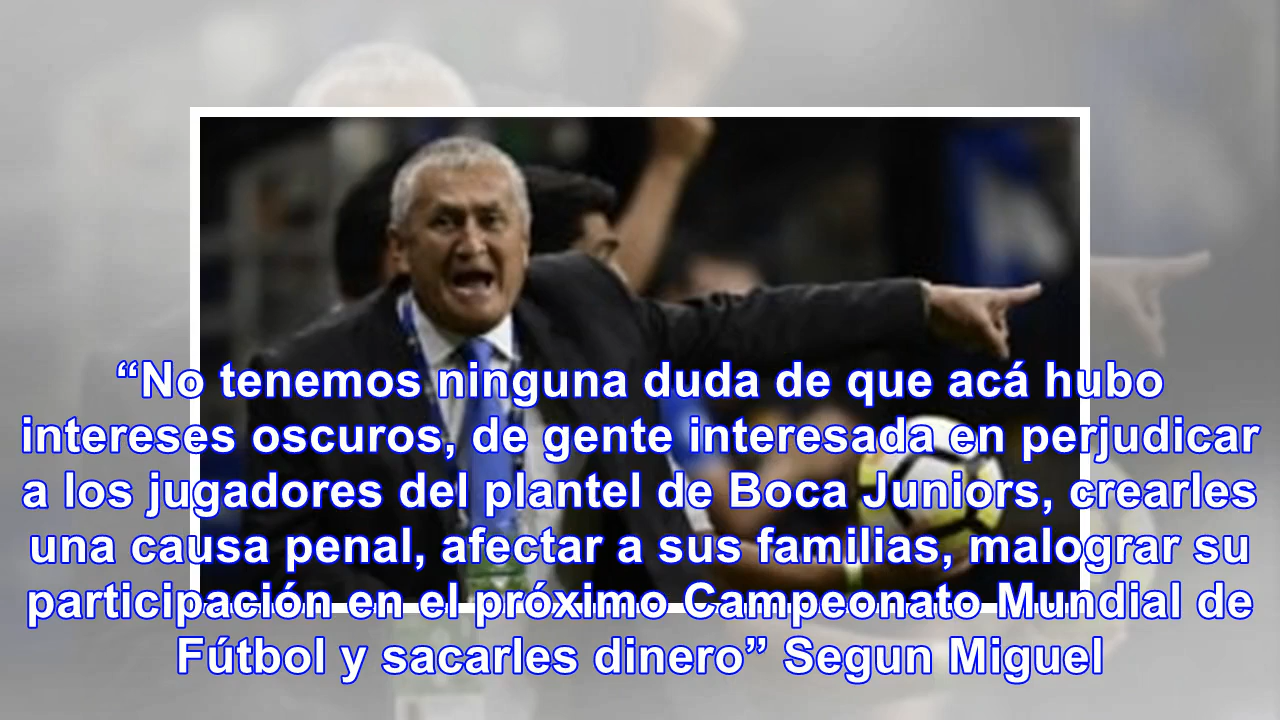 “No tenemos ninguna duda de que acá hubo
intereses oscuros, de gente interesada en perjudicar
a los jugadores del plantel de Boca Juniors, crearles
una causa penal, afectar a sus familias, malograr su
participación en el próximo Campeonato Mundial de
Fútbol y sacarles dinero” Segun Miguel